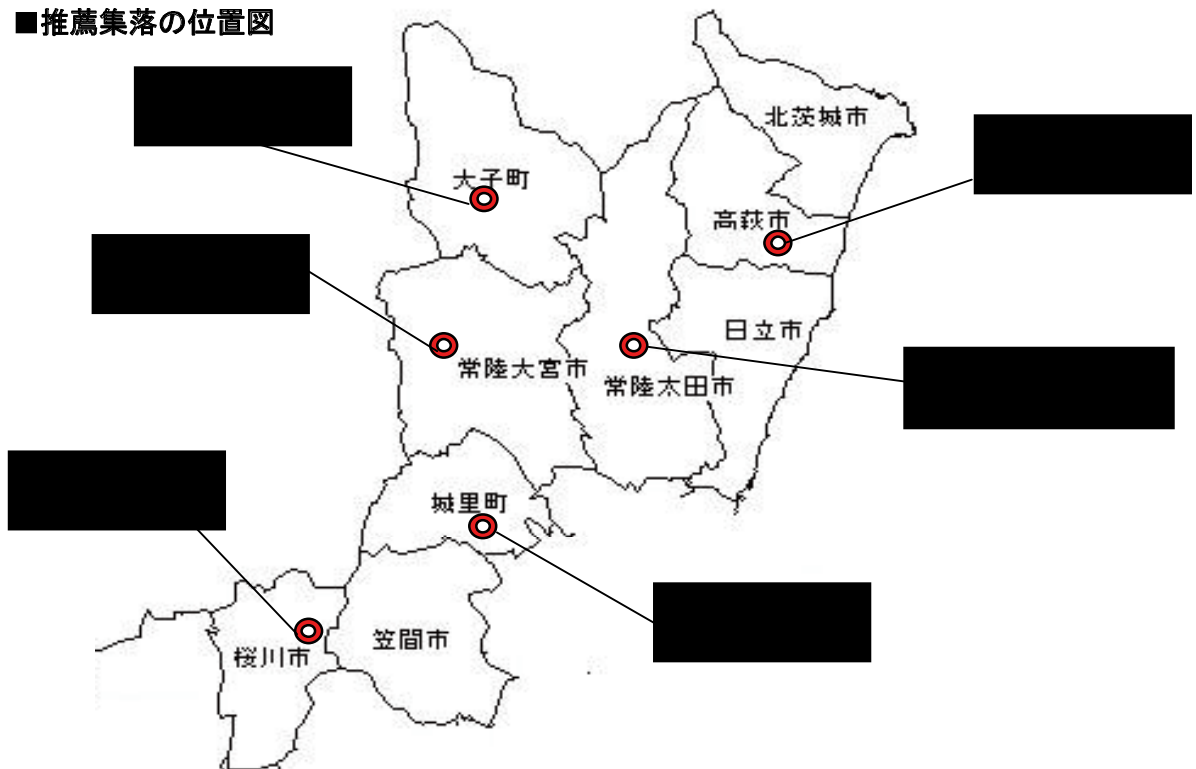 ■推薦集落の位置図
北茨城市
大子町
高萩市
日立市
常陸大宮市
常陸太田市
城里町
笠間市
桜川市